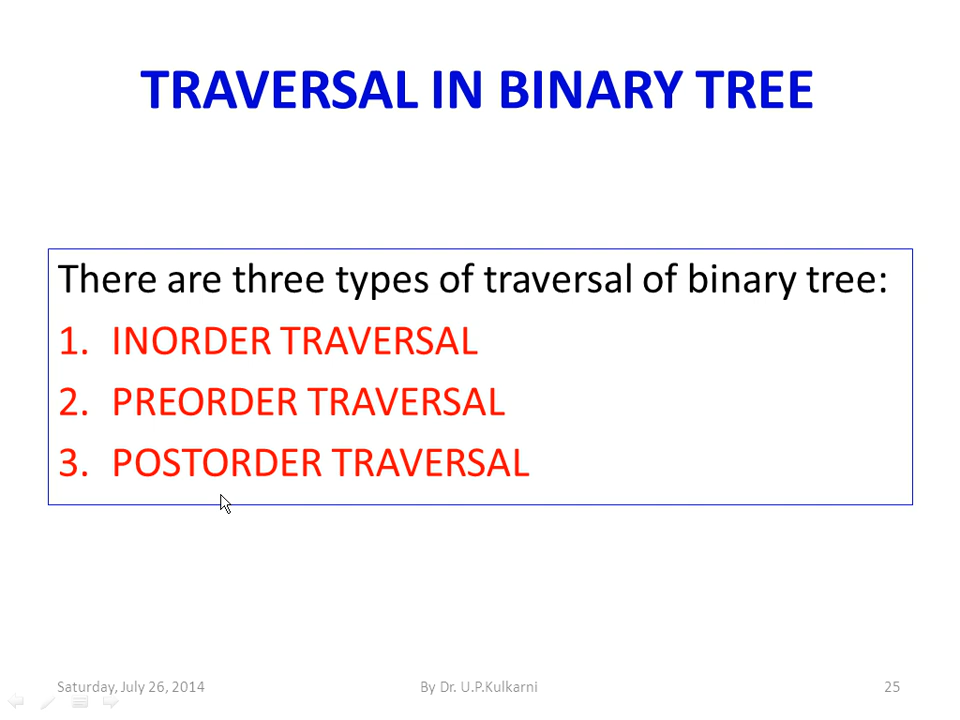 TRAVERSAL IN BINARY TREE
There are three types of traversal of binary tree:
1. INORDER TRAVERSAL
2. PREORDER TRAVERSAL
3. POSTORDER TRAVERSAL
Saturday, July 26, 2014 By Dr. U.P.Kulkarni 25